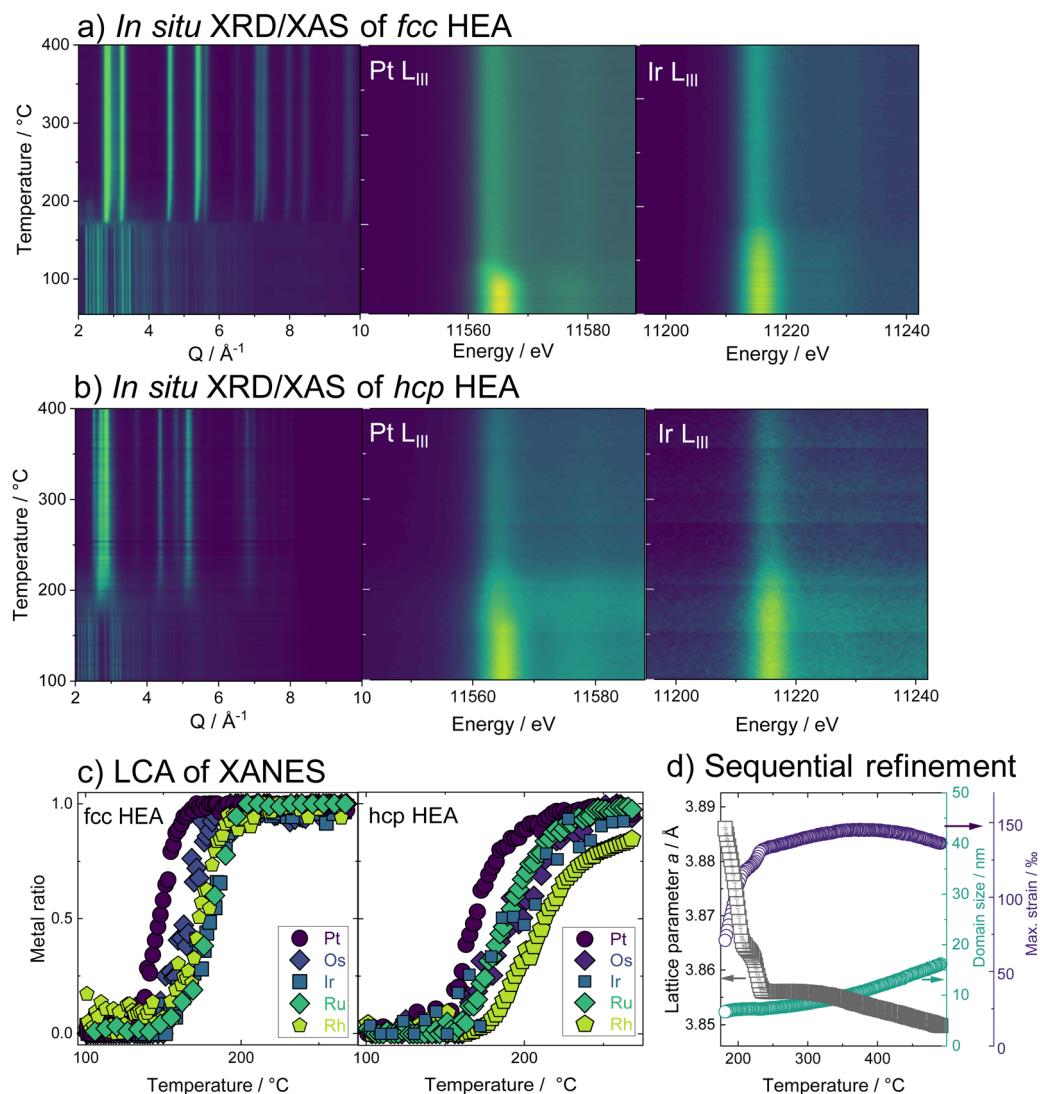 a) In situ XRD/XAS of fcc HEA
400
300
200
100
Temperature / °C
2 4 6 8 10
Q / Å⁻¹
Pt LIII
11560 11580
Energy / eV
Ir LIII
11200 11220 11240
Energy / eV
b) In situ XRD/XAS of hcp HEA
400
300
200
100
Temperature / °C
2 4 6 8 10
Q / Å⁻¹
Pt LIII
11560 11580
Energy / eV
Ir LIII
11200 11220 11240
Energy / eV
c) LCA of XANES
fcc HEA
1.0
0.5
0.0
Metal ratio
Pt
Os
Ir
Ru
Rh
100 200
Temperature / °C
hcp HEA
Pt
Os
Ir
Ru
Rh
100 200
Temperature / °C
d) Sequential refinement
3.89
3.88
3.87
3.86
3.85
Lattice parameter a / Å
200 300 400
Temperature / °C
50
40
30
20
10
0
Domain size / nm
150
100
50
0
Max. strain / ‰